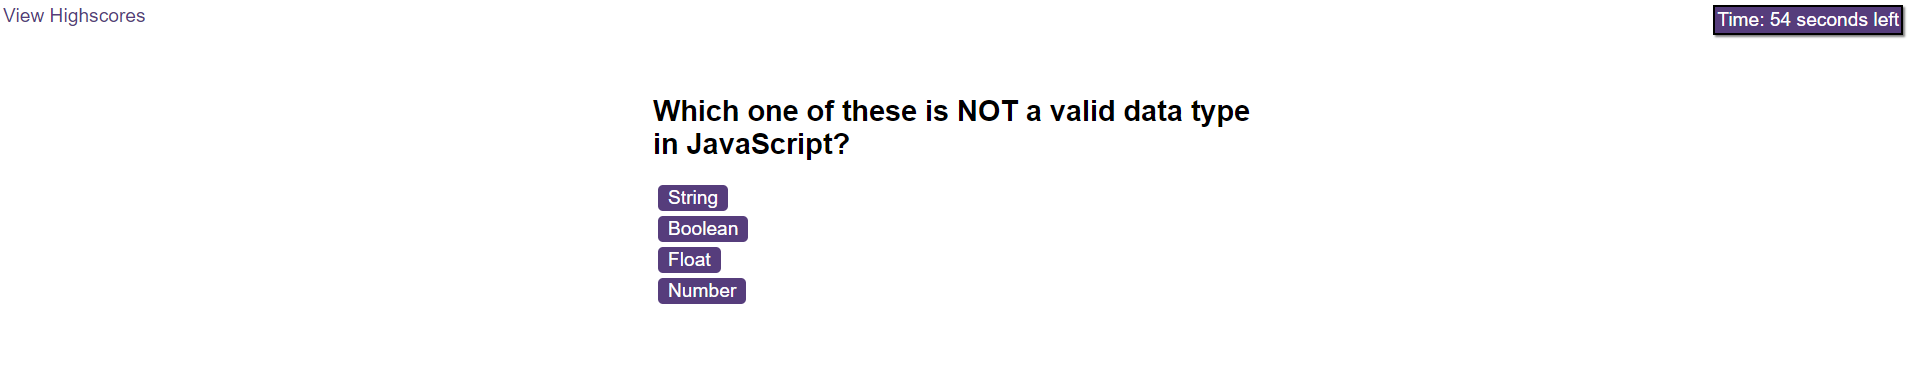 View Highscores
Time: 54 seconds left
Which one of these is NOT a valid data type
in JavaScript?
String
Boolean
Float
Number